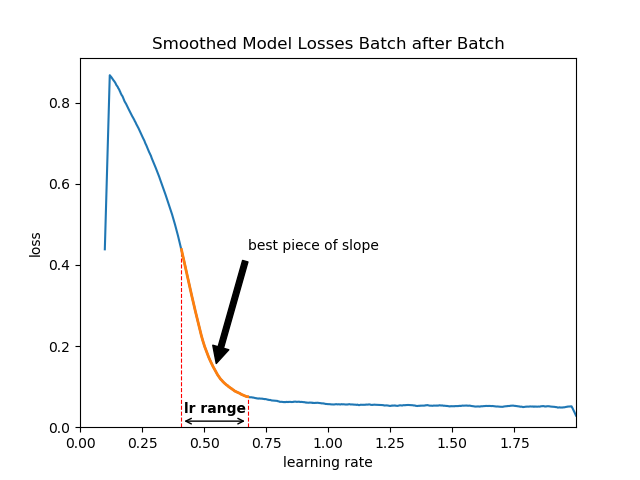 Smoothed Model Losses Batch after Batch
0.8
0.6
0.4
0.2
0.0
loss
best piece of slope
lr range
0.00 0.25 0.50 0.75 1.00 1.25 1.50 1.75
learning rate